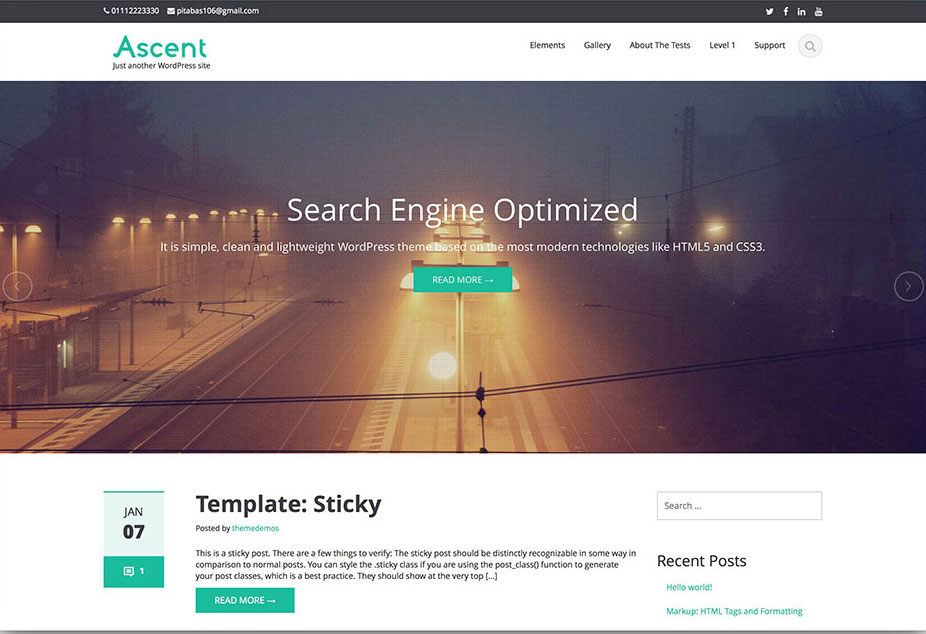 01112223330 pitabas106@gmail.com
Ascent
Just another WordPress site
Elements Gallery About The Tests Level 1 Support
Search Engine Optimized
It is simple, clean and lightweight WordPress theme based on the most modern technologies like HTML5 and CSS3.
READ MORE →
JAN
07
1
Template: Sticky
Posted by themedemos
This is a sticky post. There are a few things to verify: The sticky post should be distinctly recognizable in some way in
comparison to normal posts. You can style the .sticky class if you are using the post_class() function to generate
your post classes, which is a best practice. They should show at the very top [...]
READ MORE →
Search ...
Recent Posts
Hello world!
Markup: HTML Tags and Formatting